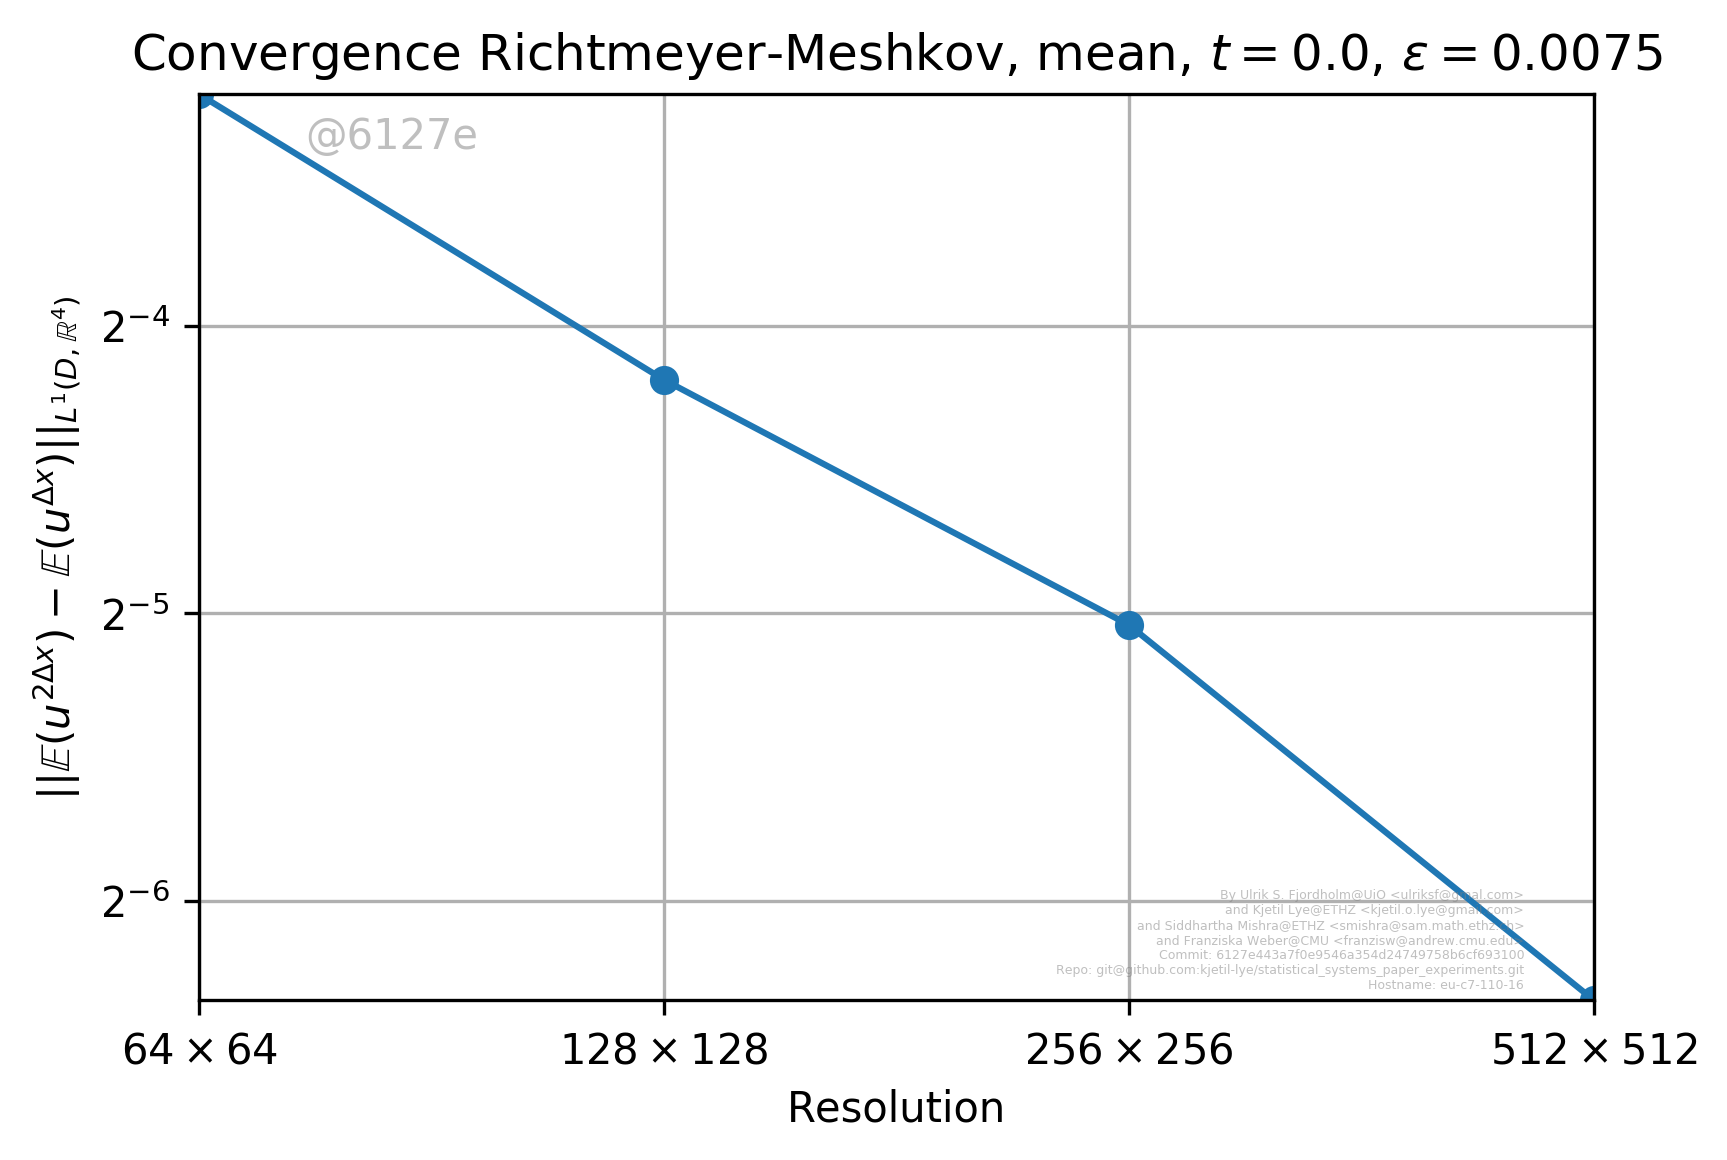 Convergence Richtmeyer-Meshkov, mean, t = 0.0, ε = 0.0075
@6127e
||𝔼(u^{2Δx}) − 𝔼(u^{Δx})||_{L^1(D, ℝ^4)}
2^{−4}
2^{−5}
2^{−6}
By Ulrik S. Fjordholm@UiO <ulriksf@gmail.com>
and Kjetil Lye@ETHZ <kjetil.o.lye@gmail.com>
and Siddhartha Mishra@ETHZ <smishra@sam.math.ethz.ch>
and Franziska Weber@CMU <franzisw@andrew.cmu.edu>
Commit: 6127e443a7f0e9546a354d24749758b6cf693100
Repo: git@github.com:kjetil-lye/statistical_systems_paper_experiments.git
Hostname: eu-c7-110-16
64 × 64 128 × 128 256 × 256 512 × 512
Resolution